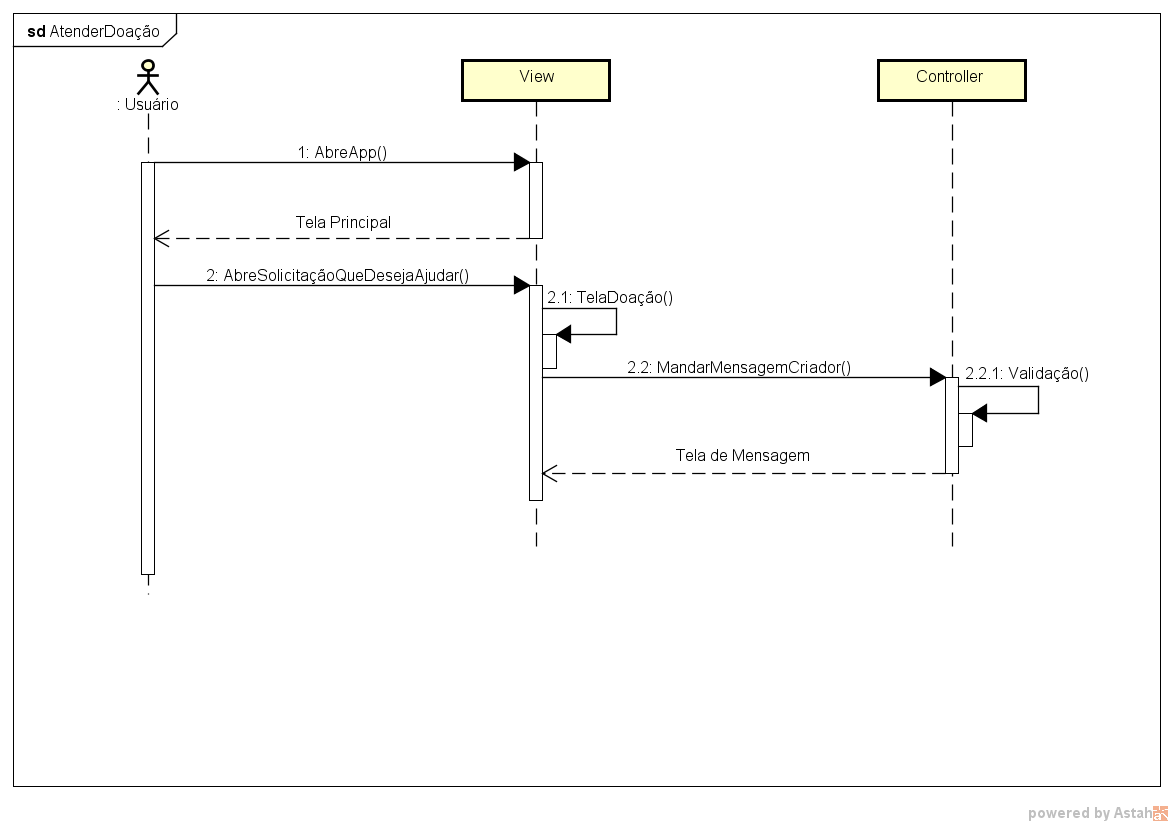 sd AtenderDoação
: Usuário
View
Controller
1: AbreApp()
Tela Principal
2: AbreSolicitaçãoQueDesejaAjudar()
2.1: TelaDoação()
2.2: MandarMensagemCriador()
2.2.1: Validação()
Tela de Mensagem
powered by Astah